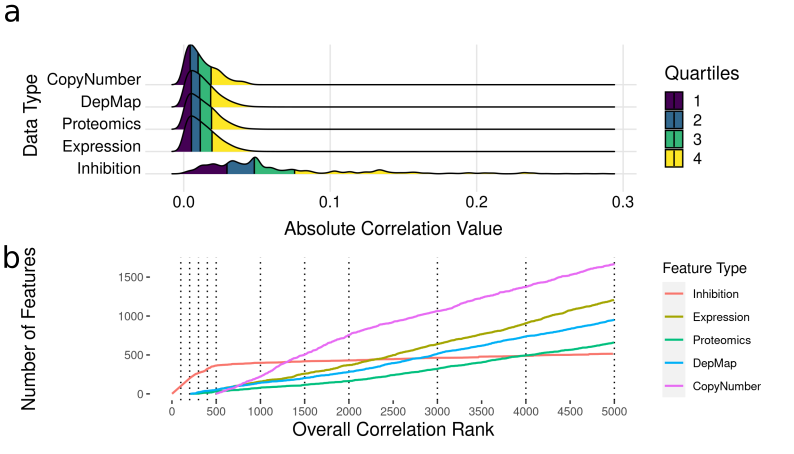 a
Data Type
CopyNumber
DepMap
Proteomics
Expression
Inhibition
0.0 0.1 0.2 0.3
Absolute Correlation Value
Quartiles
1
2
3
4
b
Number of Features
1500
1000
500
0
0 500 1000 1500 2000 2500 3000 3500 4000 4500 5000
Overall Correlation Rank
Feature Type
Inhibition
Expression
Proteomics
DepMap
CopyNumber